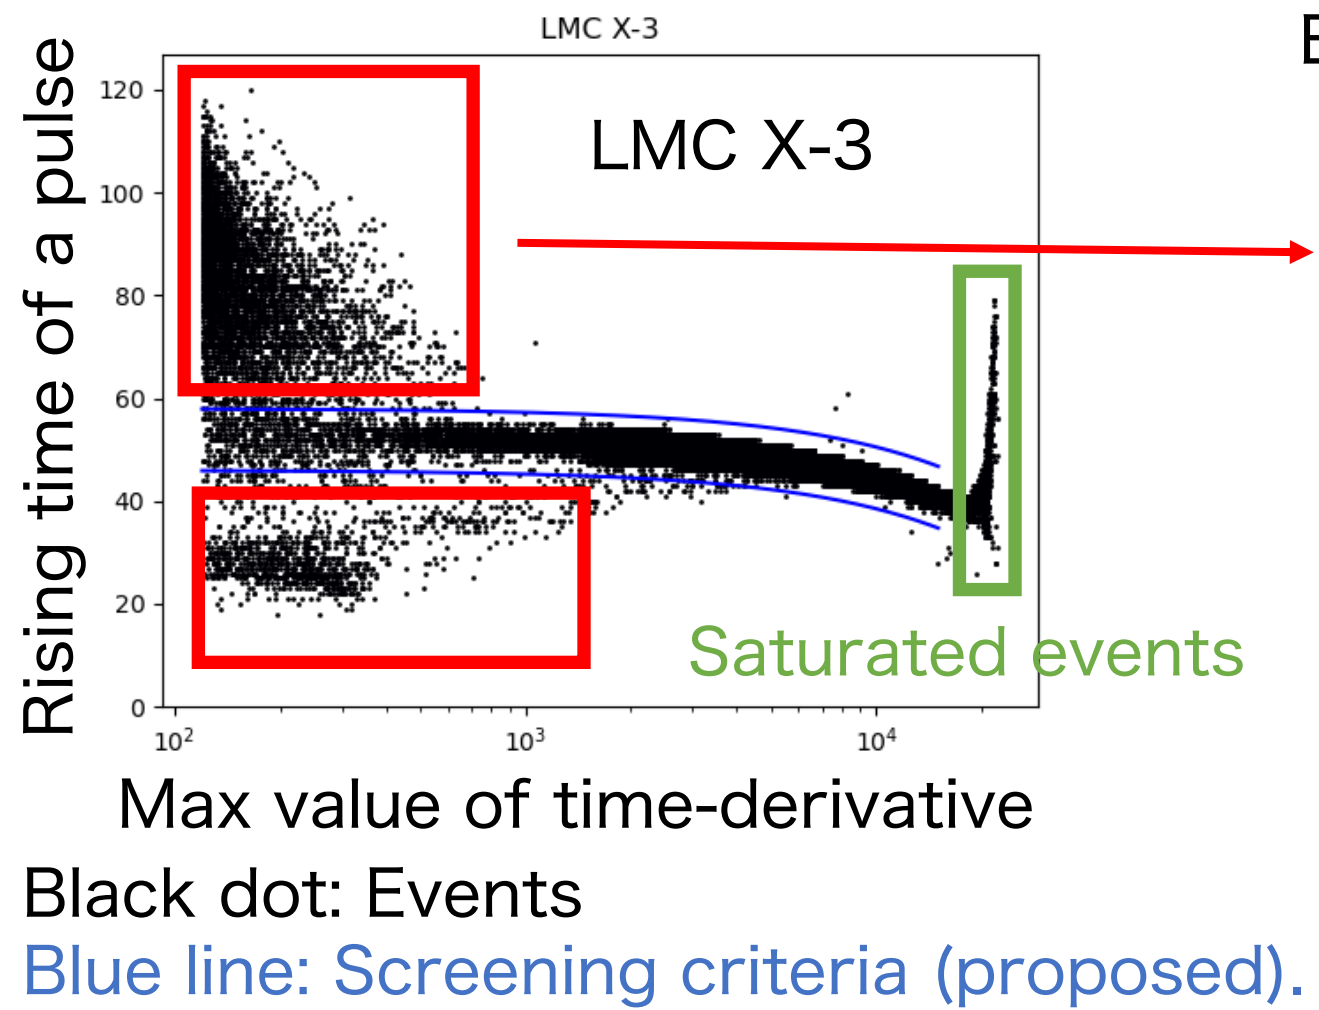 LMC X-3
E
Rising time of a pulse
120
100
80
60
40
20
0
LMC X-3
Saturated events
10²
10³
10⁴
Max value of time-derivative
Black dot: Events
Blue line: Screening criteria (proposed).